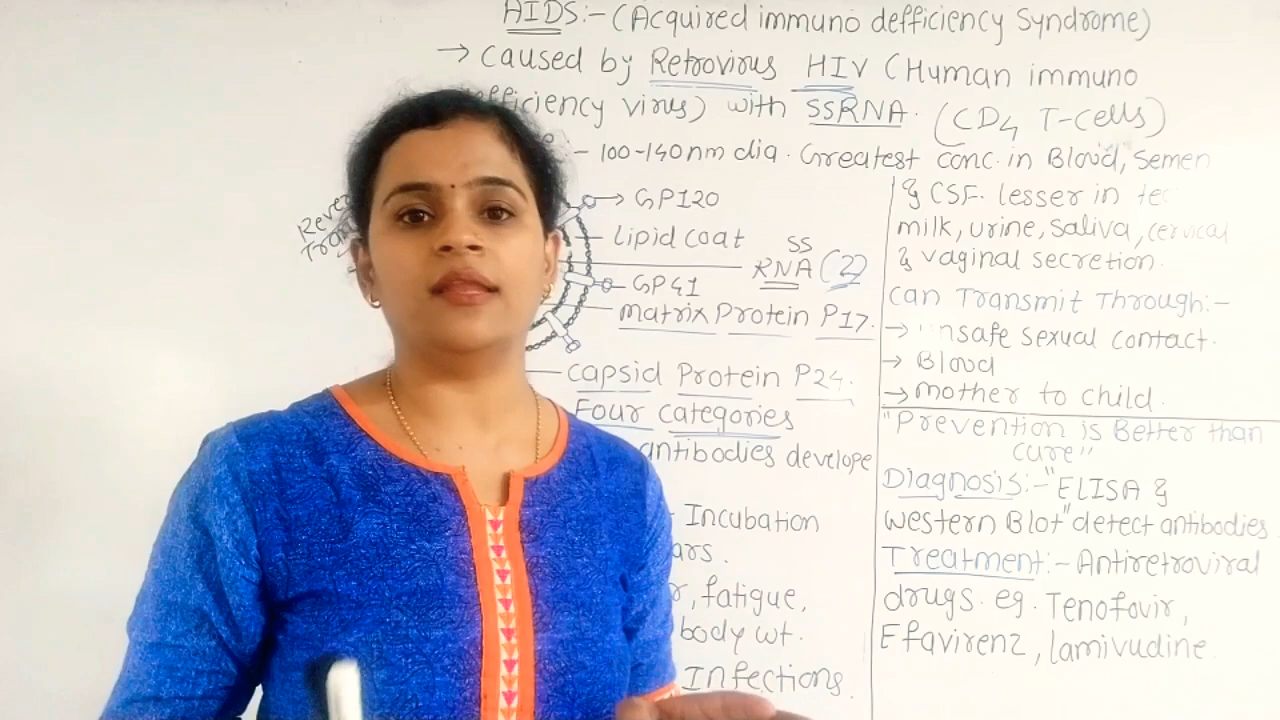 AIDS:- (Acquired immuno defficiency Syndrome)
→ Caused by Retrovirus HIV (Human immuno
efficiency virus) with SSRNA. (CD4 T-cells)
- 100-140nm dia. Greatest conc. in Blood, Semen
& CSF. lesser in
milk, urine, Saliva, cervical
& vaginal secretion.
Can Transmit Through:-
→ unsafe sexual contact.
→ Blood
→ mother to child.
→ GP120
Lipid coat
SS
RNA (2)
GP41
matrix Protein P17.
capsid Protein P24.
Four categories
antibodies develope
- Incubation
ars.
r, fatigue,
body wt.
Infections.
"Prevention is Better than
cure"
Diagnosis:- "ELISA &
Western Blot" detect antibodies.
Treatment:- Antiretroviral
drugs. eg. Tenofovir,
Efavirenz, lamivudine.